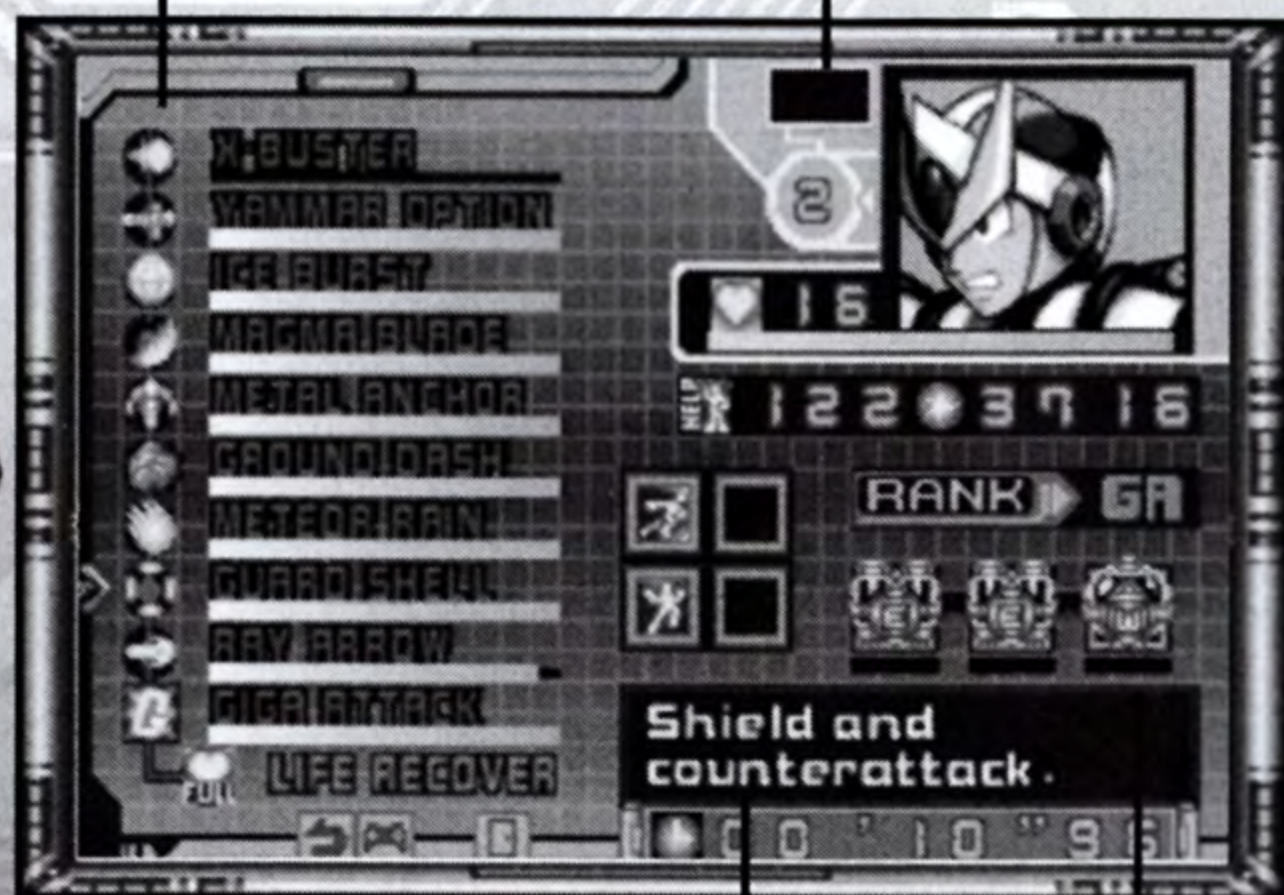 X-BUSTER
YAMMAR OPTION
ICE BURST
MAGMA BLADE
METAL ANCHOR
GROUND DASH
METEOR RAIN
GUARD SHELL
RAY ARROW
G GIGA ATTACK
FULL LIFE RECOVER
2
16
HELP 122 37 16
RANK GA
E E W
Shield and
counterattack.
00 ' 10 " 96